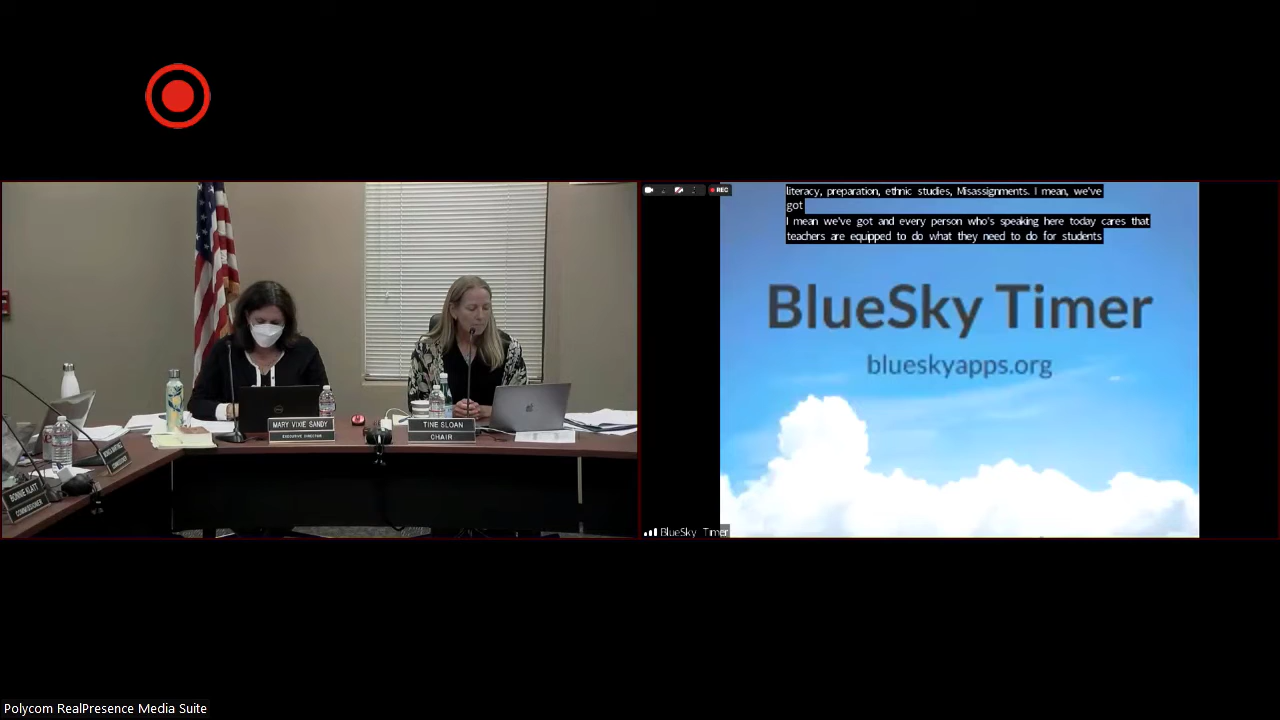 REC
literacy, preparation, ethnic studies, Misassignments. I mean, we've
got
I mean we've got and every person who's speaking here today cares that
teachers are equipped to do what they need to do for students
BlueSky Timer
blueskyapps.org
MARY VIXIE SANDY
EXECUTIVE DIRECTOR
TINE SLOAN
CHAIR
COMMISSIONER
BONNIE KLATT
COMMISSIONER
BlueSky Timer
Polycom RealPresence Media Suite